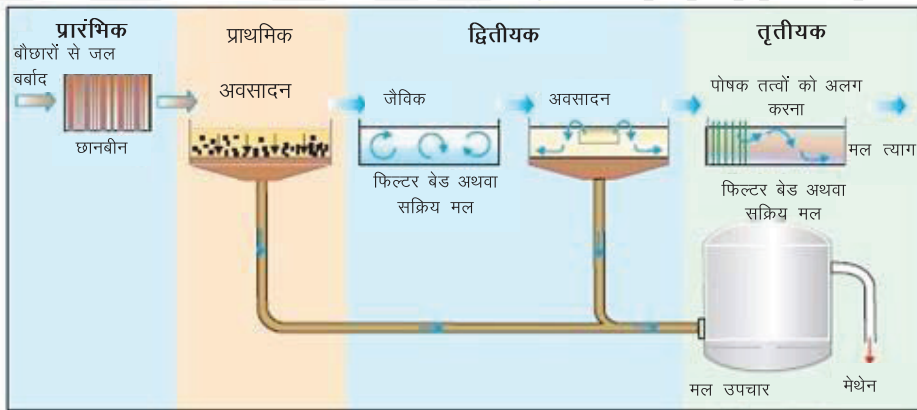 प्रारंभिक
प्राथमिक
द्वितीयक
तृतीयक
बौछारों से जल
बर्बाद
छानबीन
अवसादन
जैविक
फिल्टर बेड अथवा
सक्रिय मल
अवसादन
पोषक तत्वों को अलग
करना
मल त्याग
फिल्टर बेड अथवा
सक्रिय मल
मल उपचार
मेथेन